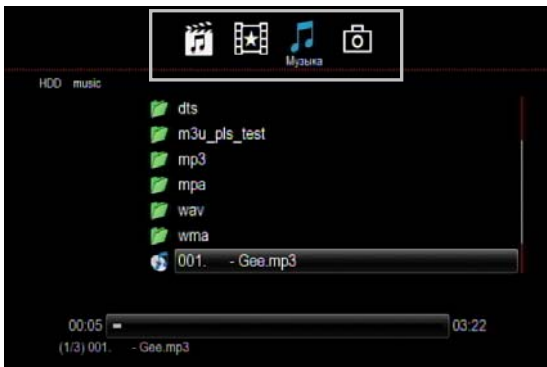 Музыка
HDD music
dts
m3u_pls_test
mp3
mpa
wav
wma
001. - Gee.mp3
00:05 03:22
(1/3) 001. - Gee.mp3